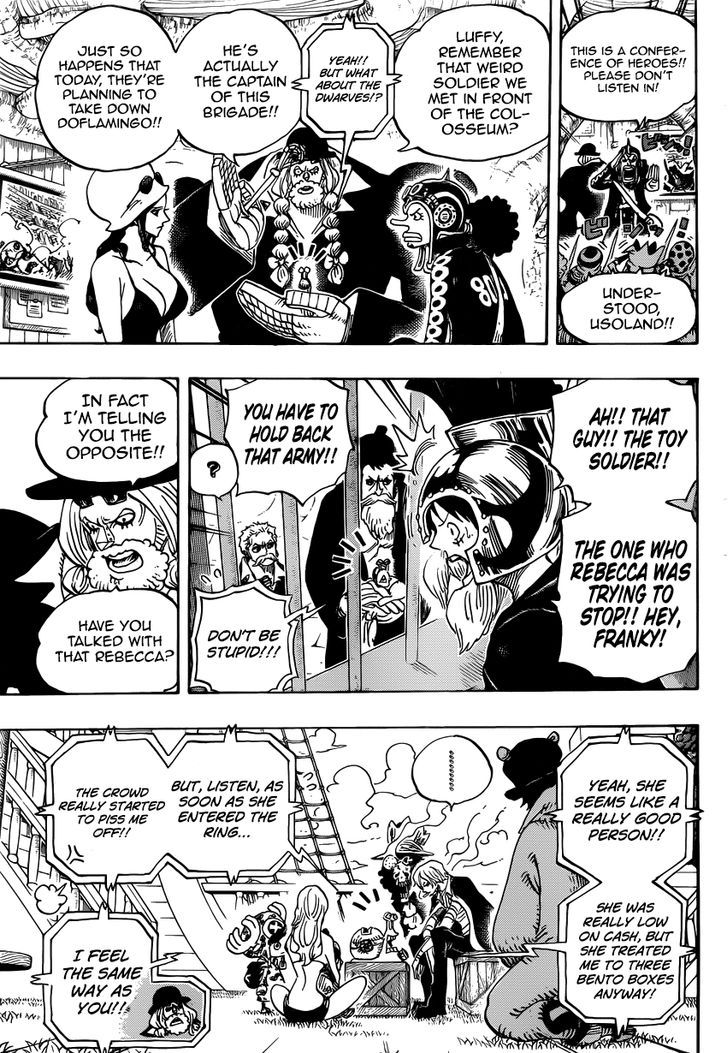 THIS IS A CONFER-
ENCE OF HEROES!!
PLEASE DON'T
LISTEN IN!
UNDER-
STOOD,
USOLAND!!
LUFFY,
REMEMBER
THAT WEIRD
SOLDIER WE
MET IN FRONT
OF THE COL-
OSSEUM?
YEAH!!
BUT WHAT ABOUT
THE DWARVES!?
HE'S
ACTUALLY
THE CAPTAIN
OF THIS
BRIGADE!!
JUST SO
HAPPENS THAT
TODAY, THEY'RE
PLANNING TO
TAKE DOWN
DOFLAMINGO!!
AH!! THAT
GUY!! THE TOY
SOLDIER!!
THE ONE WHO
REBECCA WAS
TRYING TO
STOP!! HEY,
FRANKY!
YOU HAVE TO
HOLD BACK
THAT ARMY!!
?
DON'T BE
STUPID!!!
IN FACT
I'M TELLING
YOU THE
OPPOSITE!!
HAVE YOU
TALKED WITH
THAT REBECCA?
YEAH, SHE
SEEMS LIKE A
REALLY GOOD
PERSON!!
SHE WAS
REALLY LOW
ON CASH, BUT
SHE TREATED
ME TO THREE
BENTO BOXES
ANYWAY!
BUT, LISTEN, AS
SOON AS SHE
ENTERED THE
RING...
THE CROWD
REALLY STARTED
TO PISS ME
OFF!!
I FEEL
THE SAME
WAY AS
YOU!!!